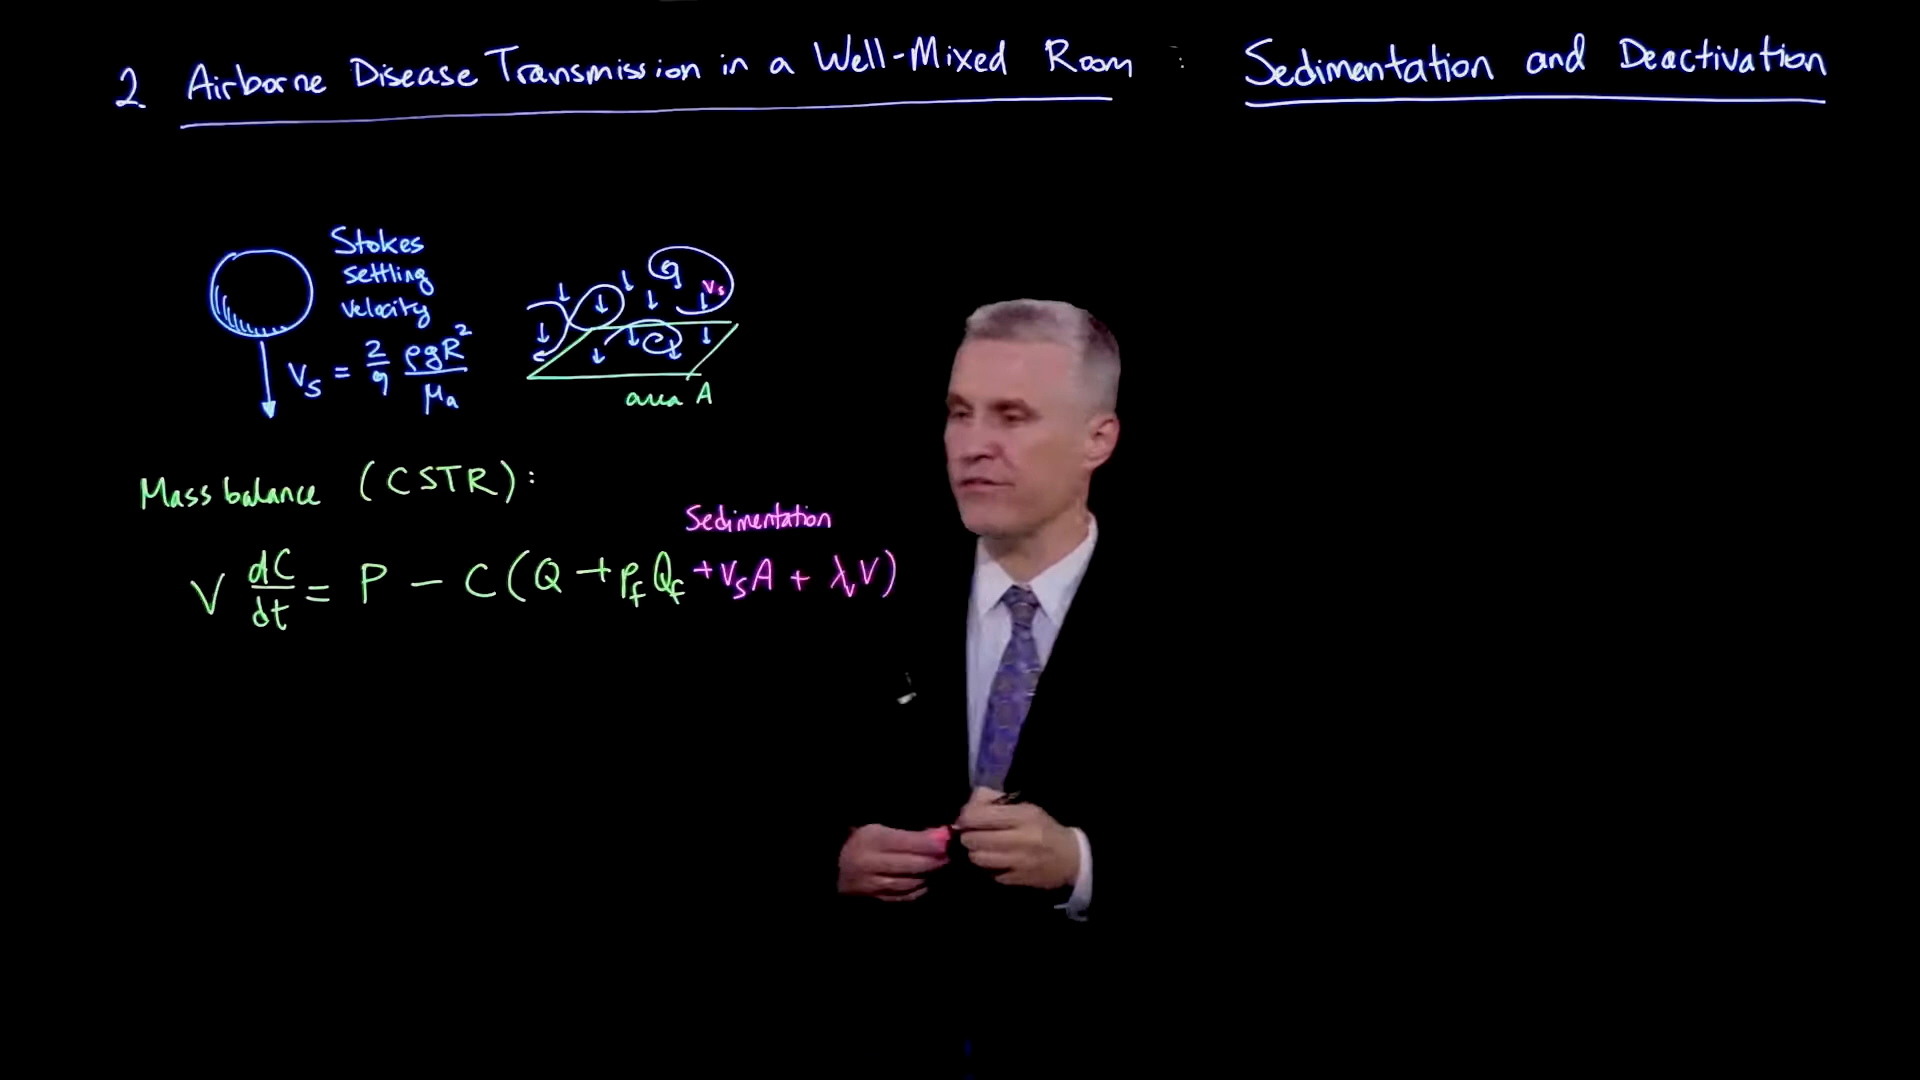 2 Airborne Disease Transmission in a Well-Mixed Room : Sedimentation and Deactivation
Stokes
settling
velocity
v_s = 2/9 ρgR²/μ_a
v_s
area A
Mass balance (CSTR):
Sedimentation
V dC/dt = P - C(Q + p_f Q_f + v_s A + λ_v V)